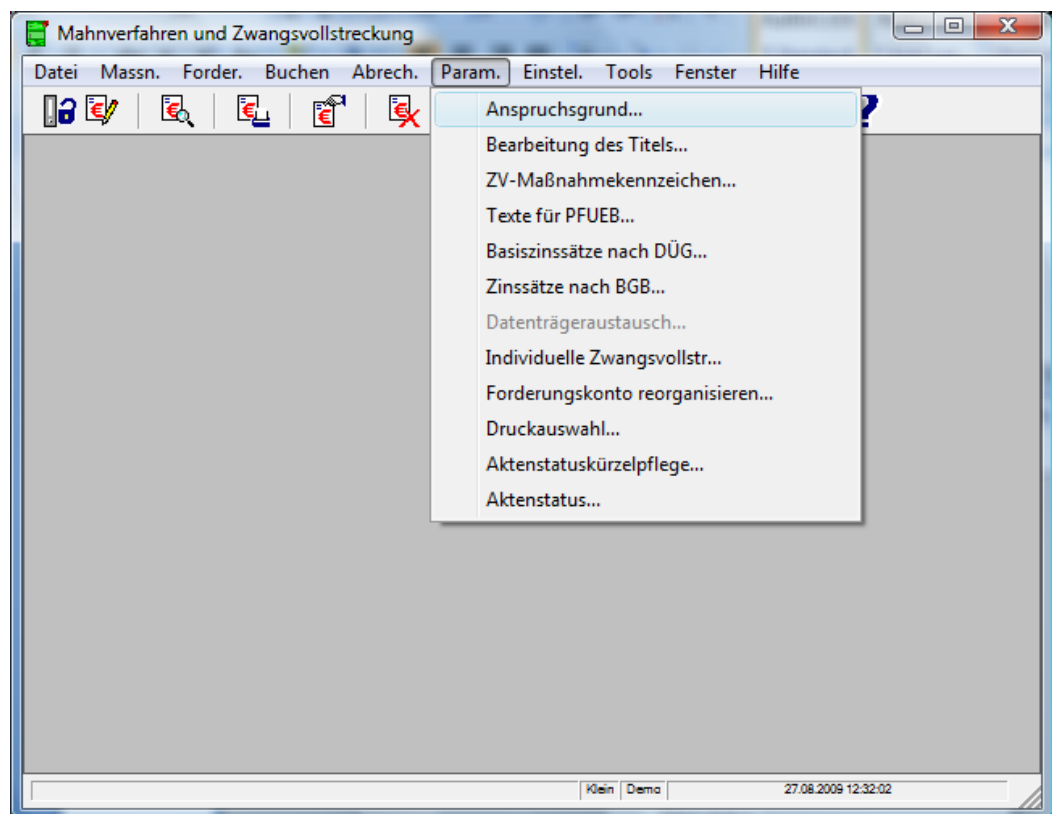 Mahnverfahren und Zwangsvollstreckung
Datei Massn. Forder. Buchen Abrech. Param. Einstel. Tools Fenster Hilfe
Anspruchsgrund...
Bearbeitung des Titels...
ZV-Maßnahmekennzeichen...
Texte für PFUEB...
Basiszinssätze nach DÜG...
Zinssätze nach BGB...
Datenträgeraustausch...
Individuelle Zwangsvollstr...
Forderungskonto reorganisieren...
Druckauswahl...
Aktenstatuskürzelpflege...
Aktenstatus...
Klein Demo 27.08.2009 12:32:02